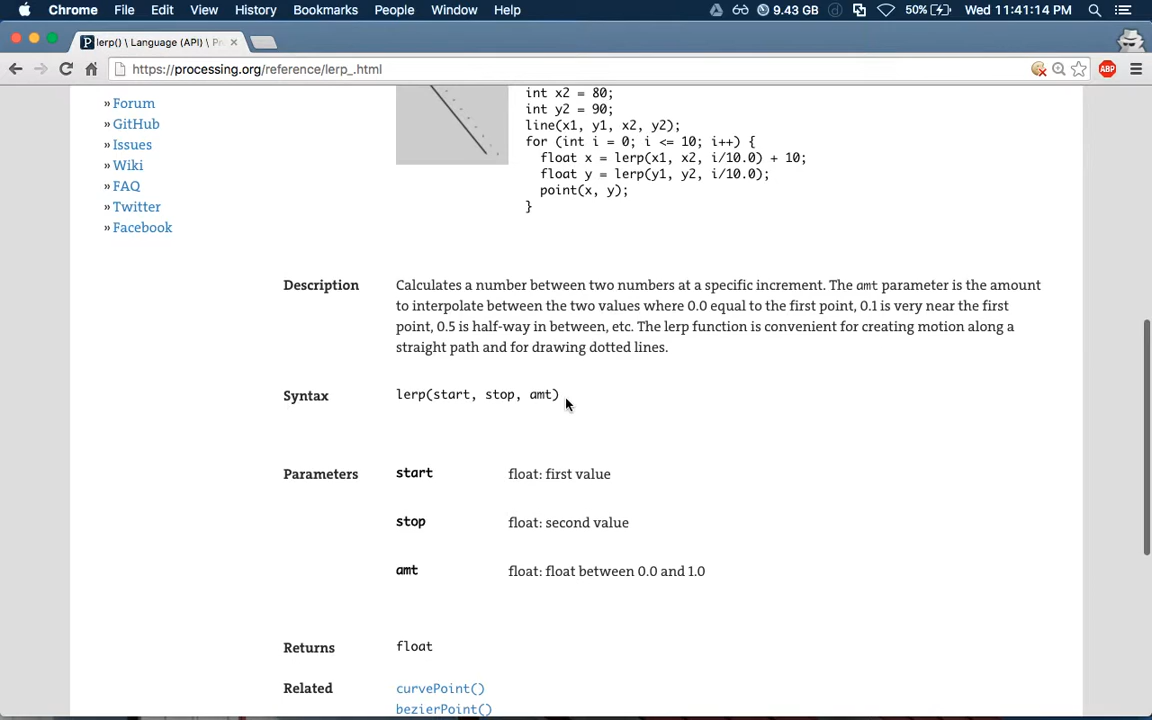 Chrome File Edit View History Bookmarks People Window Help 9.43 GB 50% Wed 11:41:14 PM
lerp() \ Language (API) \ P
https://processing.org/reference/lerp_.html ABP
» Forum
» GitHub
» Issues
» Wiki
» FAQ
» Twitter
» Facebook
int x2 = 80;
int y2 = 90;
line(x1, y1, x2, y2);
for (int i = 0; i <= 10; i++) {
float x = lerp(x1, x2, i/10.0) + 10;
float y = lerp(y1, y2, i/10.0);
point(x, y);
}
Description Calculates a number between two numbers at a specific increment. The amt parameter is the amount
to interpolate between the two values where 0.0 equal to the first point, 0.1 is very near the first
point, 0.5 is half-way in between, etc. The lerp function is convenient for creating motion along a
straight path and for drawing dotted lines.
Syntax lerp(start, stop, amt)
Parameters start float: first value
stop float: second value
amt float: float between 0.0 and 1.0
Returns float
Related curvePoint()
bezierPoint()